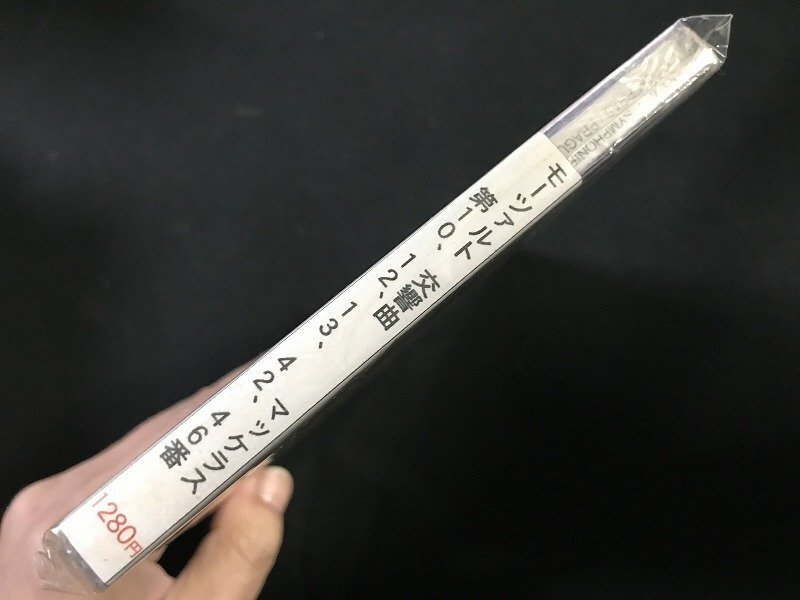 モーツァルト 交響曲 マッケラス
第10、12、13、42、46番
1280円
SYMPHONIE